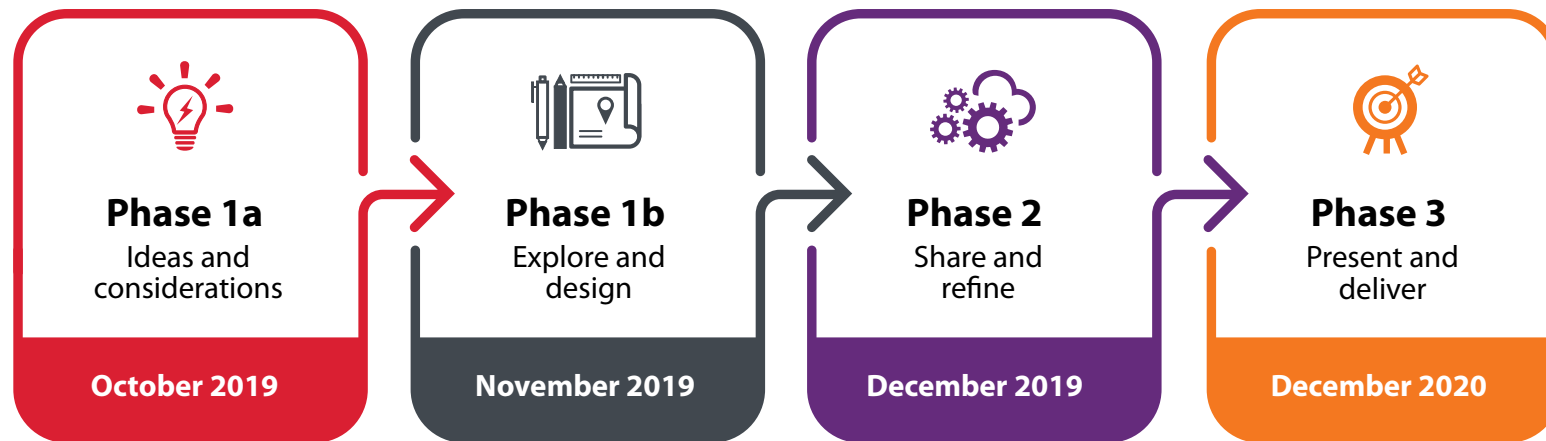 Phase 1a
Ideas and
considerations
October 2019
Phase 1b
Explore and
design
November 2019
Phase 2
Share and
refine
December 2019
Phase 3
Present and
deliver
December 2020